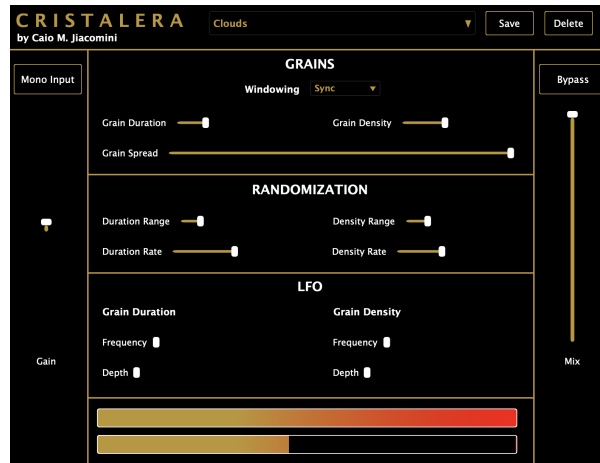 CRISTALERA
by Caio M. Jiacomini
Clouds
Save
Delete
Mono Input
Bypass
GRAINS
Windowing Sync
Grain Duration
Grain Density
Grain Spread
RANDOMIZATION
Duration Range
Density Range
Duration Rate
Density Rate
LFO
Grain Duration
Grain Density
Frequency
Frequency
Depth
Depth
Gain
Mix